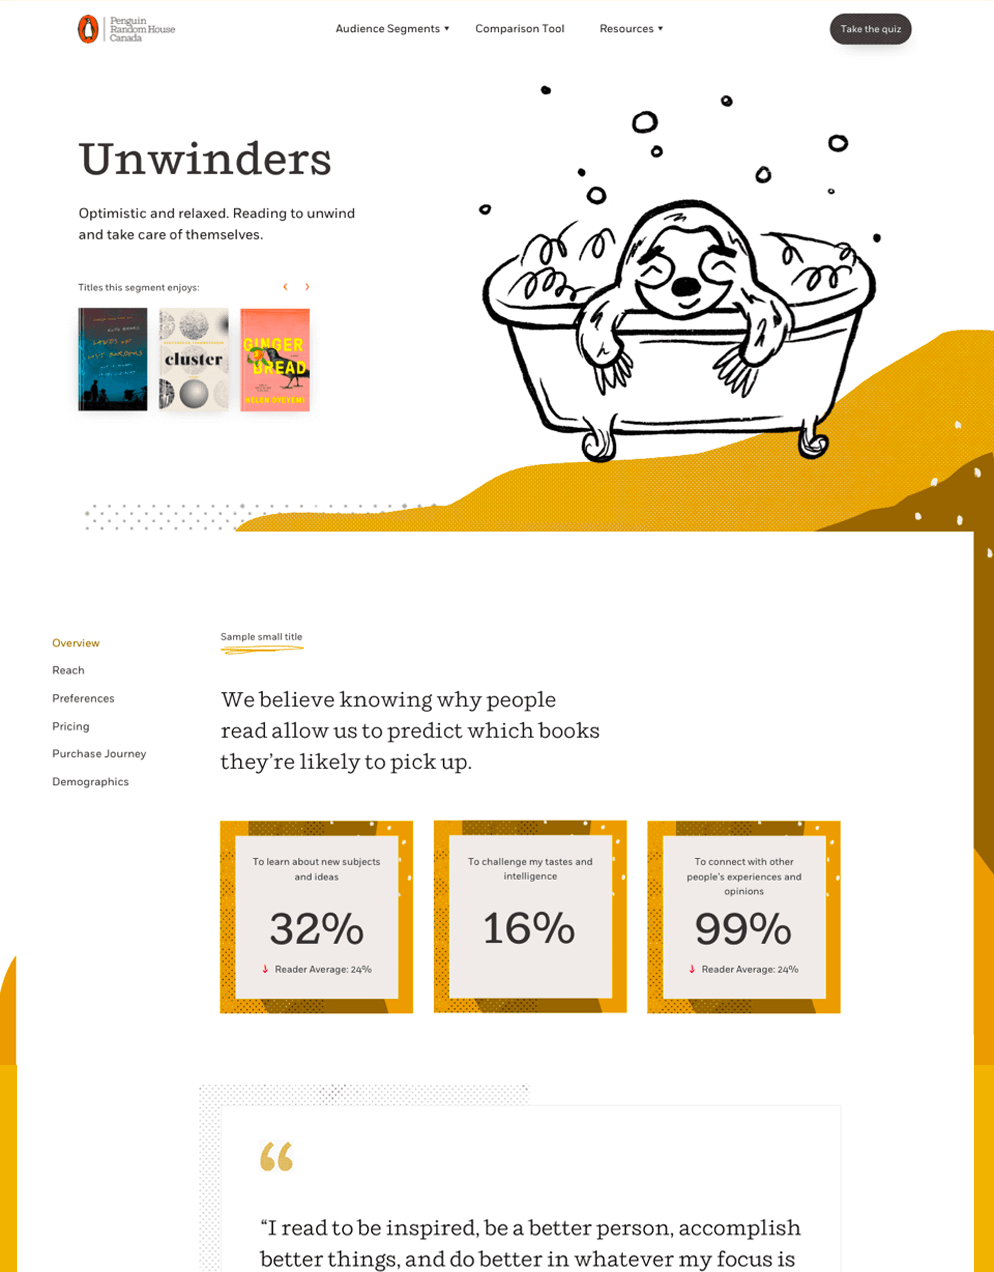 Penguin
Random House
Canada
Audience Segments
Comparison Tool
Resources
Take the quiz
Unwinders
Optimistic and relaxed. Reading to unwind
and take care of themselves.
Titles this segment enjoys:
cluster
GINGER
BREAD
HELEN OYEYEMI
Overview
Reach
Preferences
Pricing
Purchase Journey
Demographics
Sample small title
We believe knowing why people
read allow us to predict which books
they’re likely to pick up.
To learn about new subjects
and ideas
32%
Reader Average: 24%
To challenge my tastes and
intelligence
16%
To connect with other
people’s experiences and
opinions
99%
Reader Average: 24%
“
“I read to be inspired, be a better person, accomplish
better things, and do better in whatever my focus is